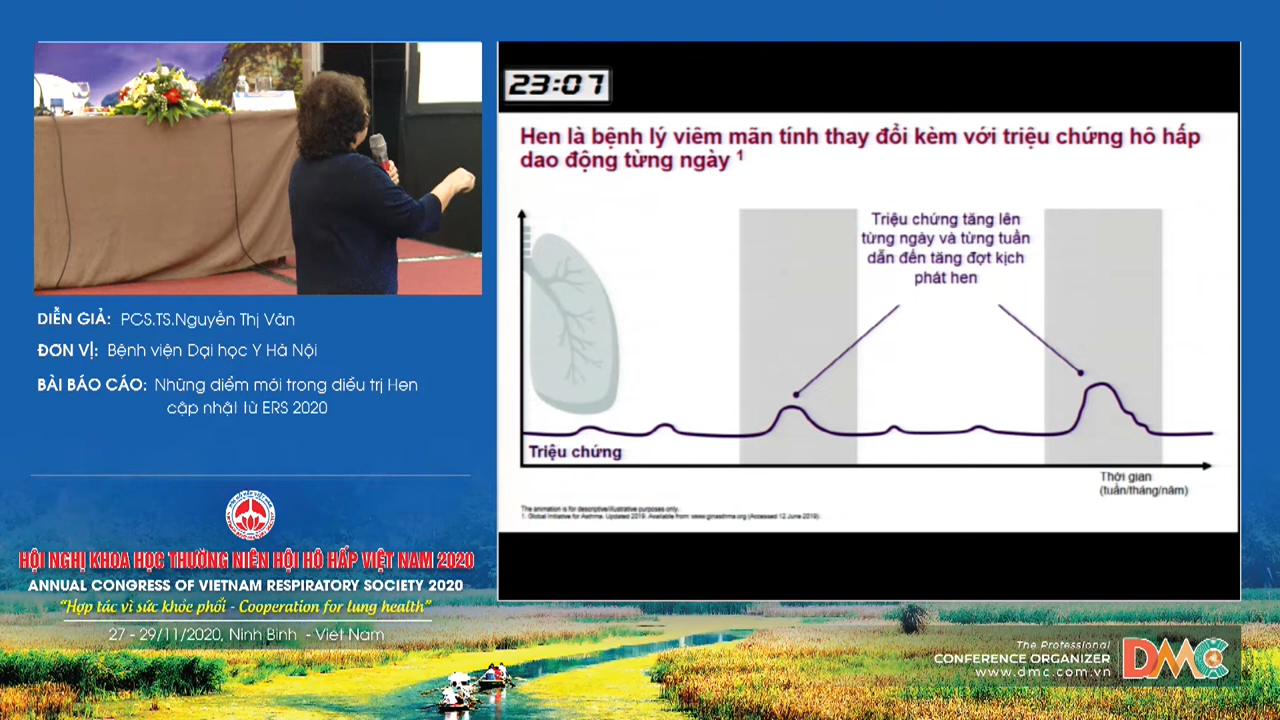 23:07
Hen là bệnh lý viêm mãn tính thay đổi kèm với triệu chứng hô hấp
dao động từng ngày 1
Triệu chứng tăng lên
từng ngày và từng tuần
dẫn đến tăng đợt kịch
phát hen
Triệu chứng
Thời gian
(tuần/tháng/năm)
The animation is for descriptive/illustrative purposes only.
1. Global Initiative for Asthma. Updated 2019. Available from: www.ginasthma.org (Accessed 12 June 2019).
DIỄN GIẢ: PCS.TS.Nguyễn Thị Vân
ĐƠN VỊ: Bệnh viện Dại học Y Hà Nội
BÀI BÁO CÁO: Những diểm mới trong diều trị Hen
cập nhật từ ERS 2020
HỘI NGHỊ KHOA HỌC THƯỜNG NIÊN HỘI HÔ HẤP VIỆT NAM 2020
ANNUAL CONGRESS OF VIETNAM RESPIRATORY SOCIETY 2020
“Hợp tác vì sức khỏe phổi - Cooperation for lung health”
27 - 29/11/2020, Ninh Bình - Việt Nam
The Professional
CONFERENCE ORGANIZER
www.dmc.com.vn
DMC